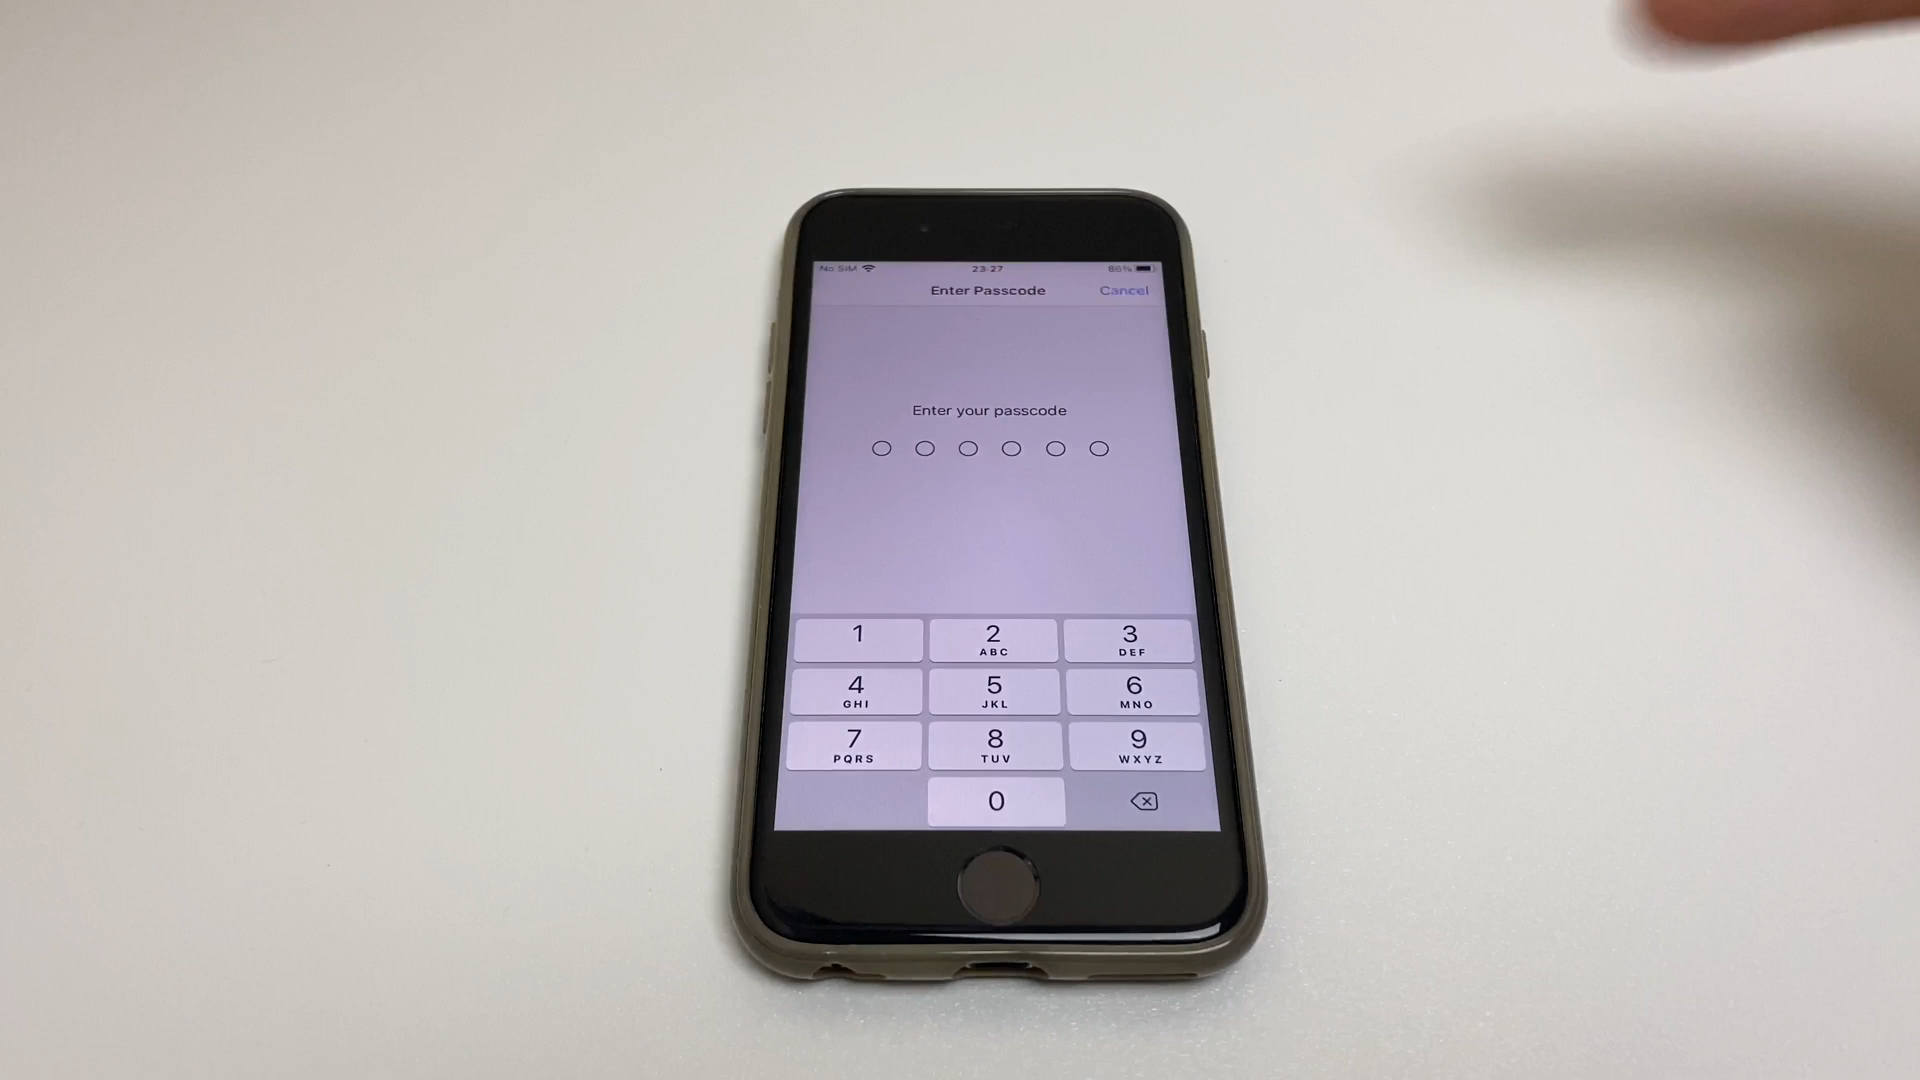 No SIM 23:27 86%
Enter Passcode Cancel
Enter your passcode
1 2 3
ABC DEF
4 5 6
GHI JKL MNO
7 8 9
PQRS TUV WXYZ
0